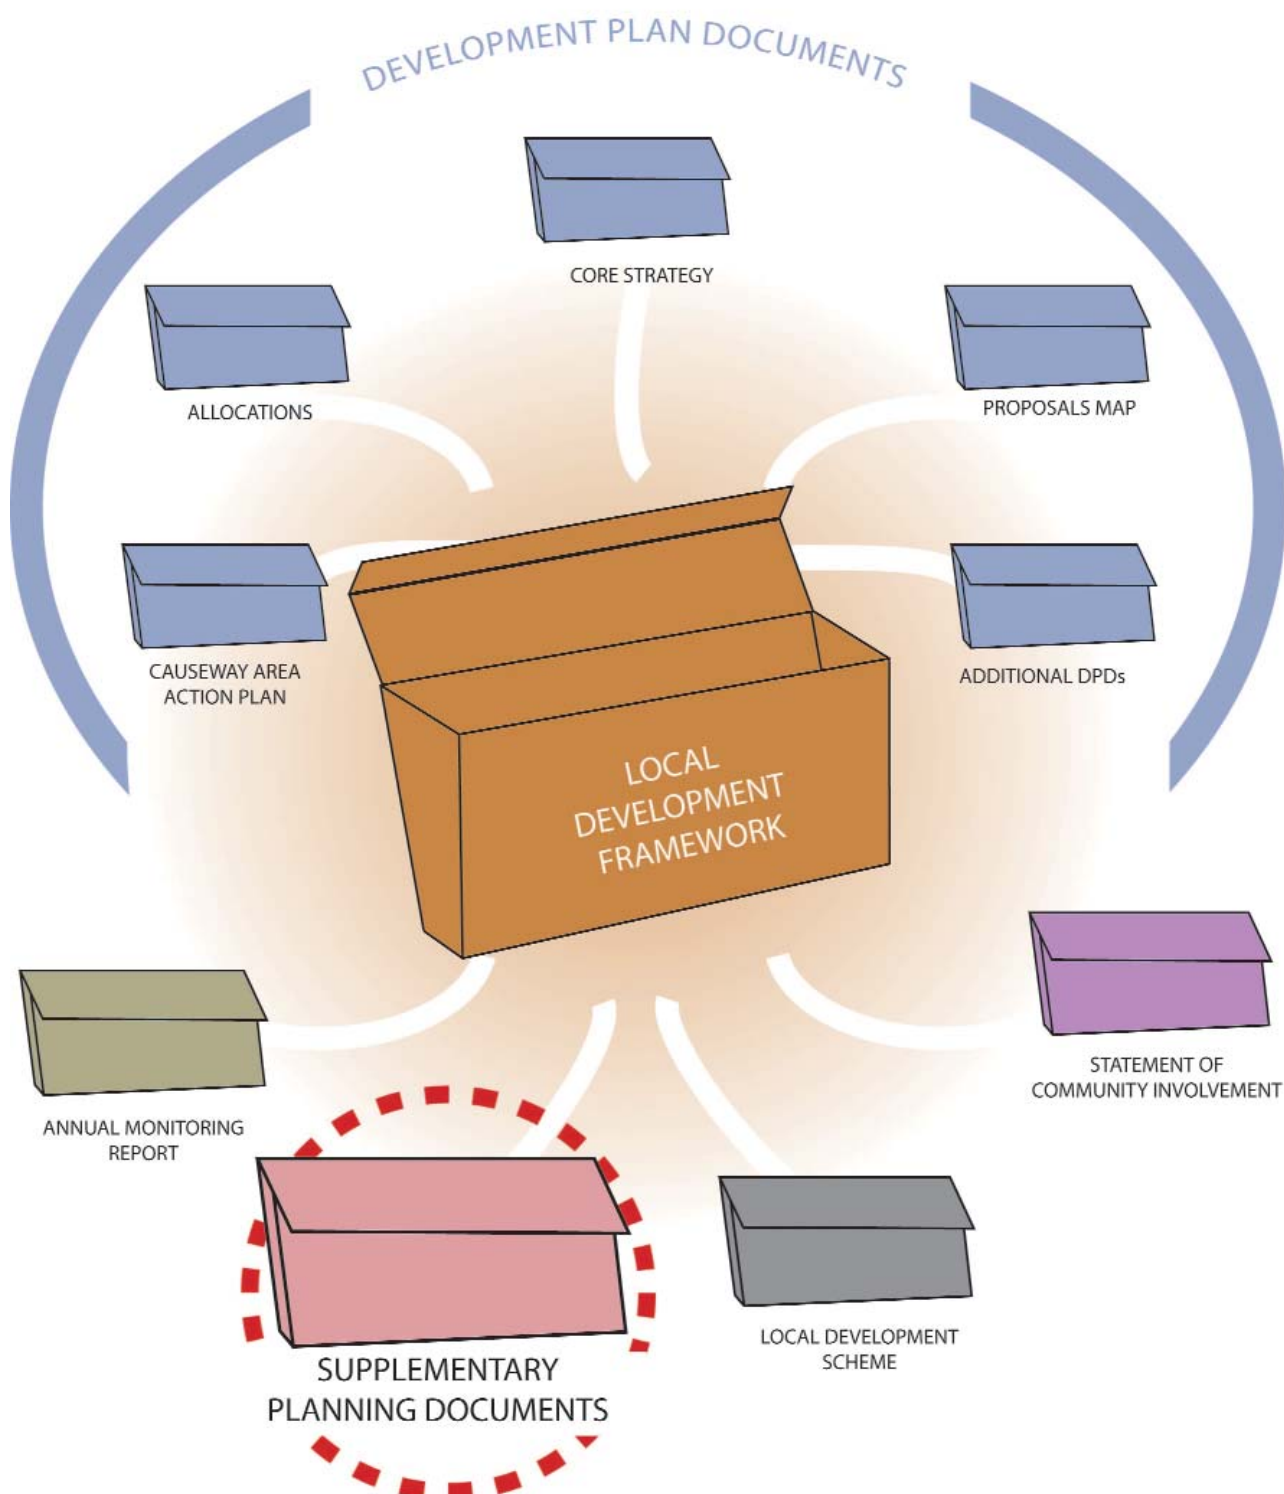 DEVELOPMENT PLAN DOCUMENTS
CORE STRATEGY
ALLOCATIONS
PROPOSALS MAP
CAUSEWAY AREA
ACTION PLAN
ADDITIONAL DPDs
LOCAL
DEVELOPMENT
FRAMEWORK
STATEMENT OF
COMMUNITY INVOLVEMENT
ANNUAL MONITORING
REPORT
LOCAL DEVELOPMENT
SCHEME
SUPPLEMENTARY
PLANNING DOCUMENTS